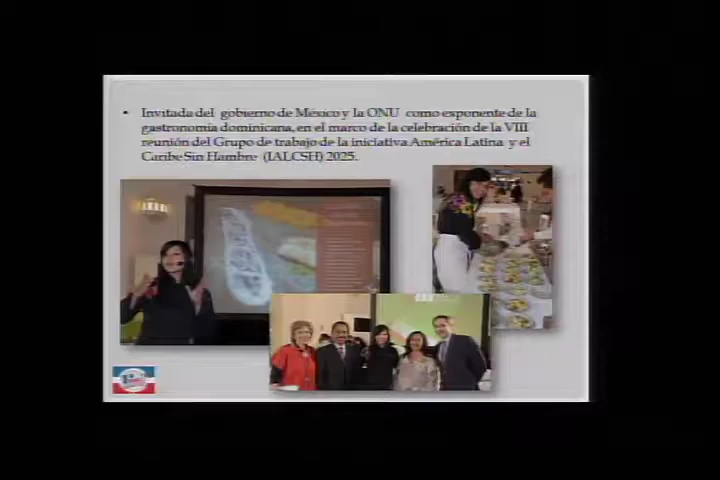 • Invitada del gobierno de México y la ONU como exponente de la
gastronomía dominicana, en el marco de la celebración de la VIII
reunión del Grupo de trabajo de la iniciativa América Latina y el
Caribe Sin Hambre (IALCSH) 2025.